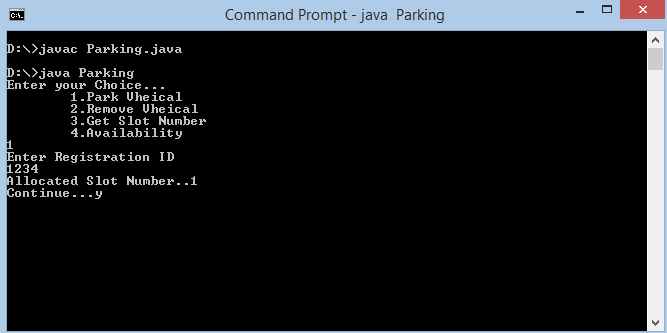 Command Prompt - java  Parking
D:\>javac Parking.java
D:\>java Parking
Enter your Choice...
        1.Park Vheical
        2.Remove Vheical
        3.Get Slot Number
        4.Availability
1
Enter Registration ID
1234
Allocated Slot Number..1
Continue...y